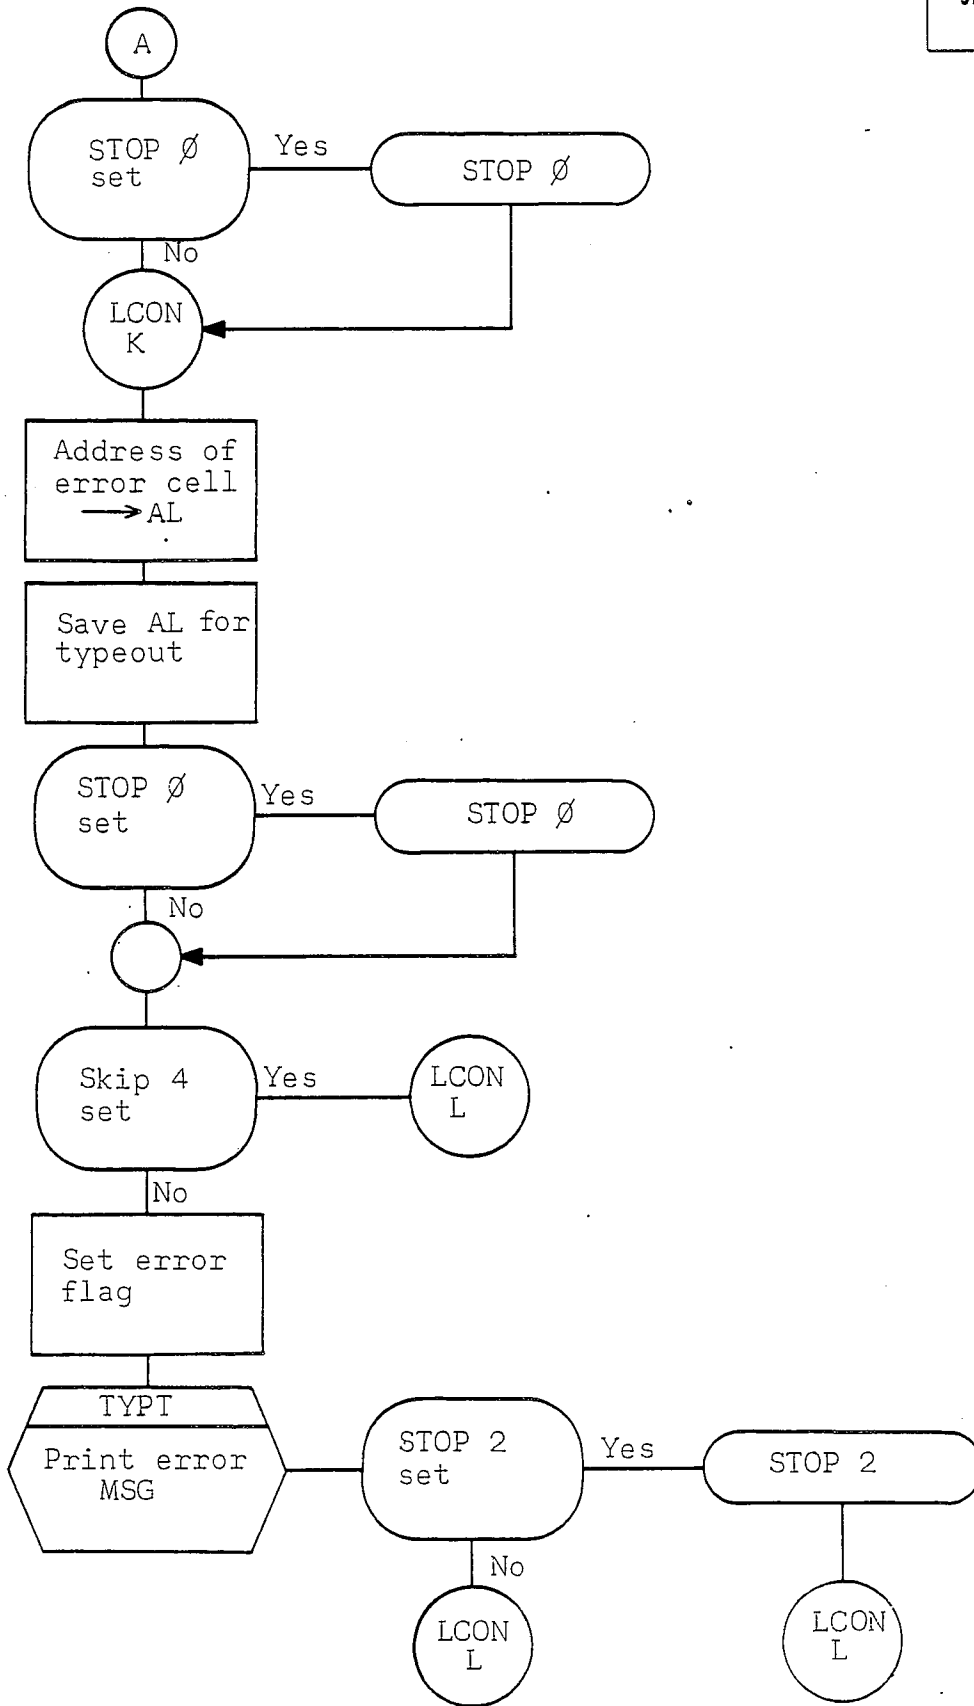 A
STOP Ø
set
Yes
STOP Ø
No
LCON
K
Address of
error cell
→ AL
Save AL for
typeout
STOP Ø
set
Yes
STOP Ø
No
Skip 4
set
Yes
LCON
L
No
Set error
flag
TYPT
Print error
MSG
STOP 2
set
Yes
STOP 2
No
LCON
L
LCON
L